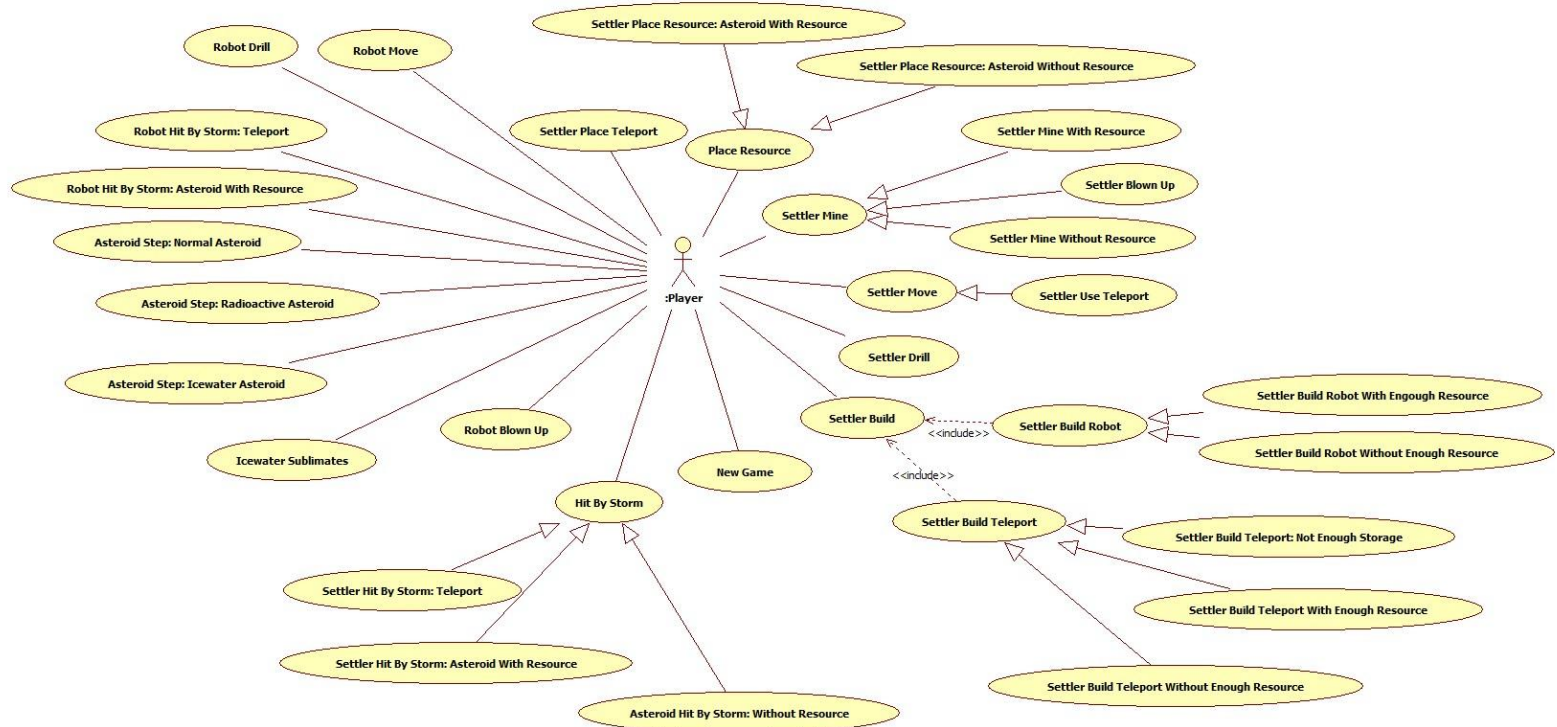 Settler Place Resource: Asteroid With Resource
Robot Drill
Robot Move
Settler Place Resource: Asteroid Without Resource
Robot Hit By Storm: Teleport
Settler Place Teleport
Settler Mine With Resource
Place Resource
Robot Hit By Storm: Asteroid With Resource
Settler Blown Up
Settler Mine
Asteroid Step: Normal Asteroid
Settler Mine Without Resource
:Player
Asteroid Step: Radioactive Asteroid
Settler Move
Settler Use Teleport
Settler Drill
Asteroid Step: Icewater Asteroid
Settler Build Robot With Engough Resource
Settler Build
<<include>>
Settler Build Robot
Robot Blown Up
Settler Build Robot Without Enough Resource
Icewater Sublimates
New Game
<<include>>
Hit By Storm
Settler Build Teleport
Settler Build Teleport: Not Enough Storage
Settler Hit By Storm: Teleport
Settler Build Teleport With Enough Resource
Settler Hit By Storm: Asteroid With Resource
Settler Build Teleport Without Enough Resource
Asteroid Hit By Storm: Without Resource